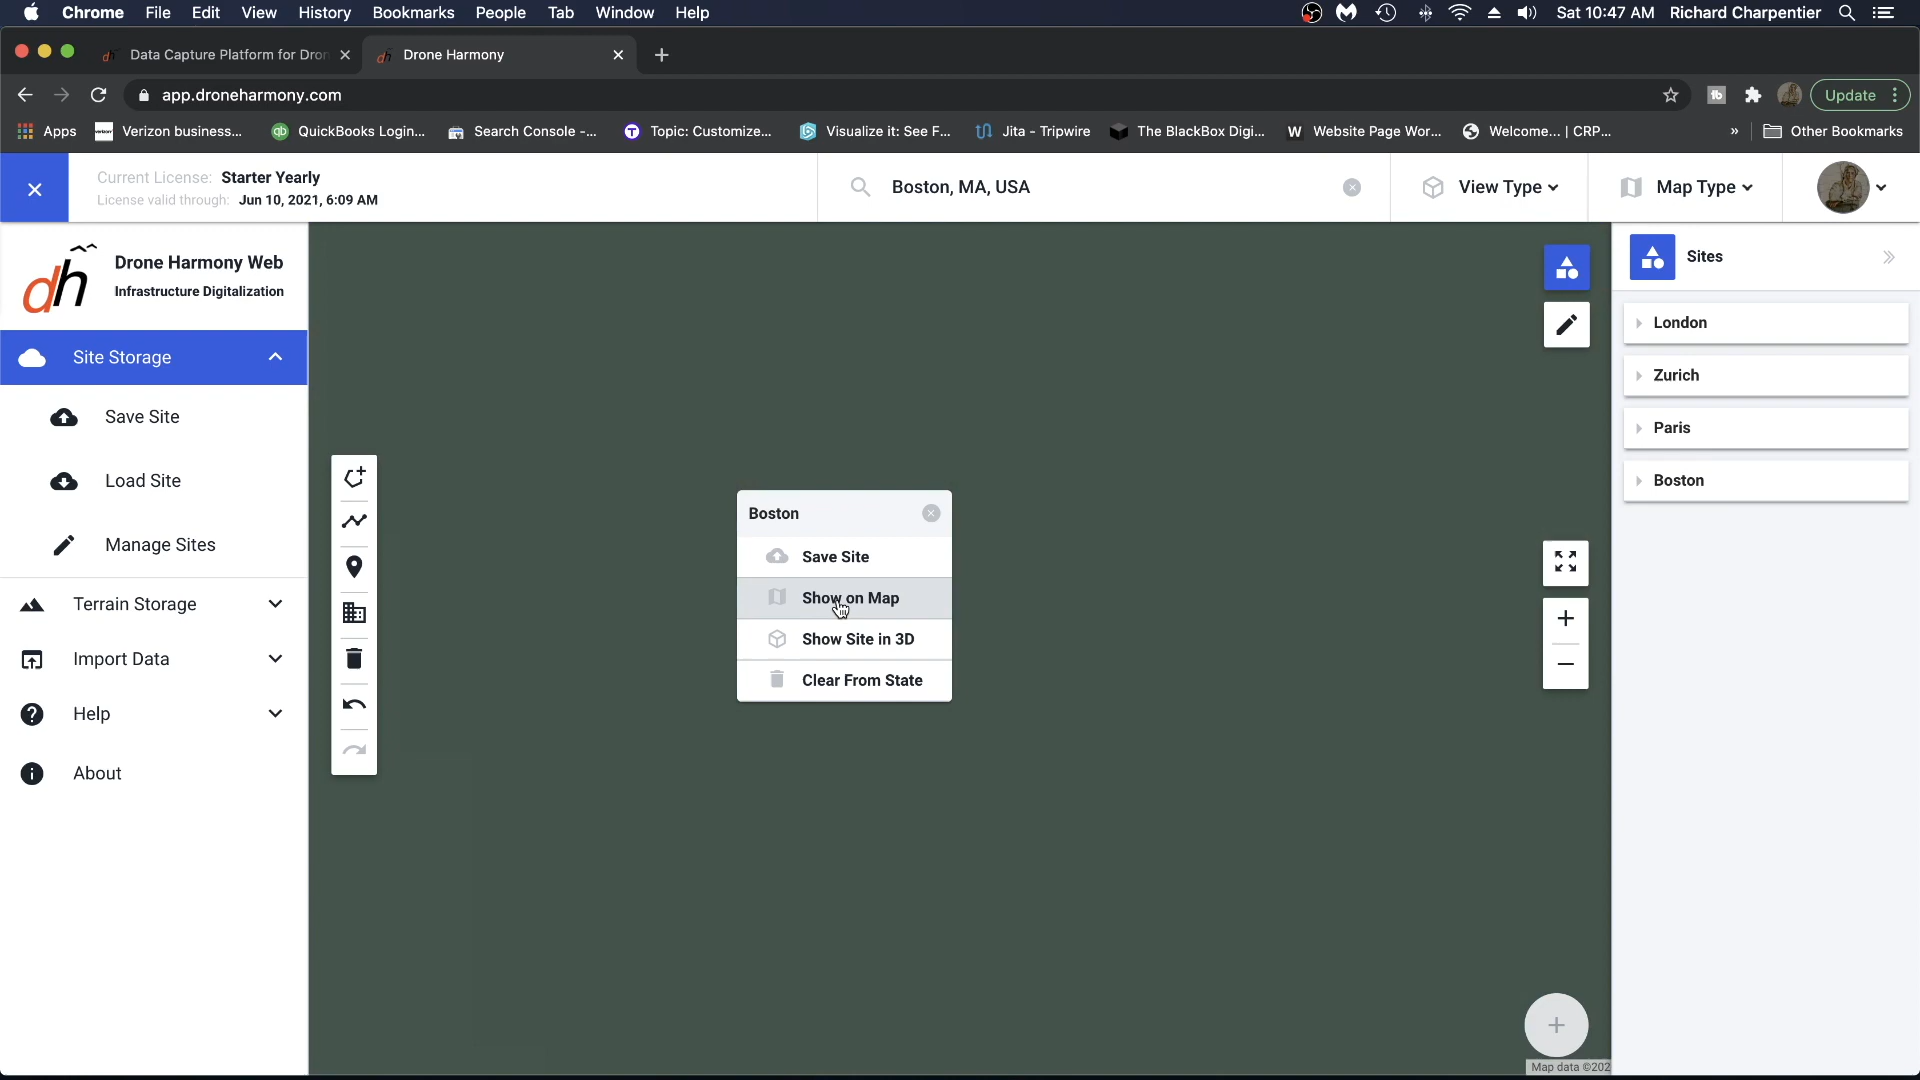 Chrome File Edit View History Bookmarks People Tab Window Help
Sat 10:47 AM Richard Charpentier
Data Capture Platform for Dron
Drone Harmony
app.droneharmony.com
Update
Apps
Verizon business...
QuickBooks Login...
Search Console -...
Topic: Customize...
Visualize it: See F...
Jita - Tripwire
The BlackBox Digi...
W Website Page Wor...
Welcome... | CRP...
»
Other Bookmarks
Current License: Starter Yearly
License valid through: Jun 10, 2021, 6:09 AM
Boston, MA, USA
View Type
Map Type
dh
Drone Harmony Web
Infrastructure Digitalization
Site Storage
Save Site
Load Site
Manage Sites
Terrain Storage
Import Data
Help
About
Boston
Save Site
Show on Map
Show Site in 3D
Clear From State
Sites
London
Zurich
Paris
Boston
Map data ©202